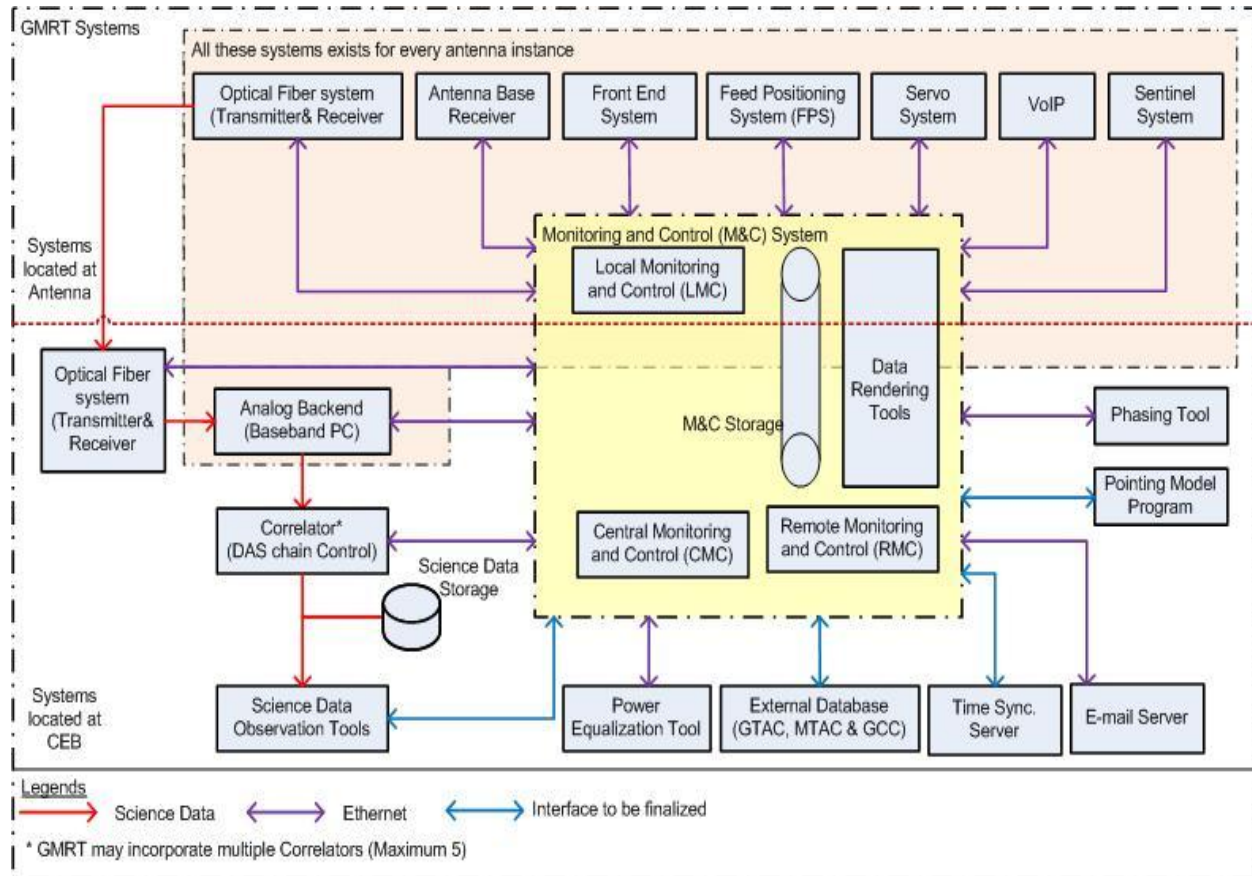 GMRT Systems
All these systems exists for every antenna instance
Optical Fiber system
(Transmitter& Receiver
Antenna Base
Receiver
Front End
System
Feed Positioning
System (FPS)
Servo
System
VoIP
Sentinel
System
Systems
located at
Antenna
Monitoring and Control (M&C) System
Local Monitoring
and Control (LMC)
Data
Rendering
Tools
M&C Storage
Optical Fiber
system
(Transmitter&
Receiver
Analog Backend
(Baseband PC)
Phasing Tool
Pointing Model
Program
Correlator*
(DAS chain Control)
Central Monitoring
and Control (CMC)
Remote Monitoring
and Control (RMC)
Science Data
Storage
Systems
located at
CEB
Science Data
Observation Tools
Power
Equalization Tool
External Database
(GTAC, MTAC & GCC)
Time Sync.
Server
E-mail Server
Legends
Science Data
Ethernet
Interface to be finalized
* GMRT may incorporate multiple Correlators (Maximum 5)